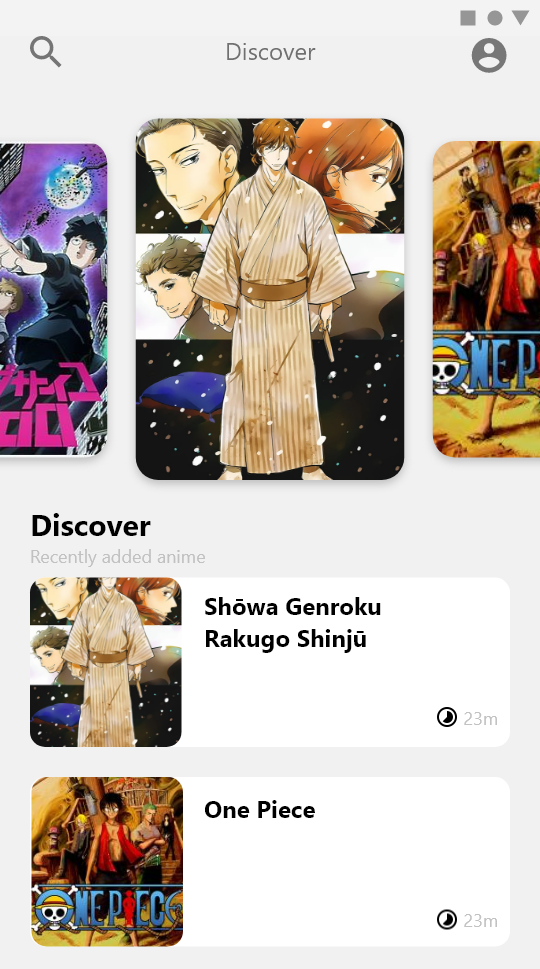 Discover
サイコ
100
ONE P
Discover
Recently added anime
Shōwa Genroku
Rakugo Shinjū
23m
One Piece
ONE PIECE
23m